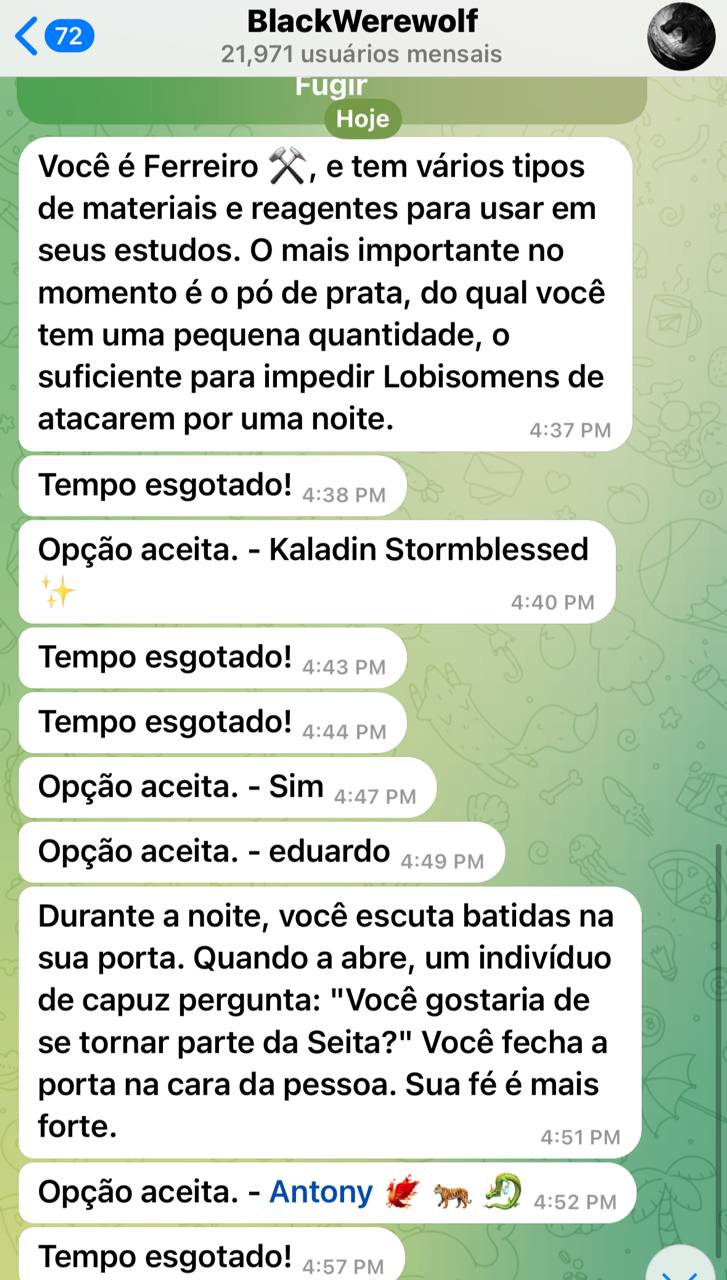 72
BlackWerewolf
21,971 usuários mensais
Fugir
Hoje
Você é Ferreiro ⚒, e tem vários tipos
de materiais e reagentes para usar em
seus estudos. O mais importante no
momento é o pó de prata, do qual você
tem uma pequena quantidade, o
suficiente para impedir Lobisomens de
atacarem por uma noite. 4:37 PM
Tempo esgotado! 4:38 PM
Opção aceita. - Kaladin Stormblessed
✨ 4:40 PM
Tempo esgotado! 4:43 PM
Tempo esgotado! 4:44 PM
Opção aceita. - Sim 4:47 PM
Opção aceita. - eduardo 4:49 PM
Durante a noite, você escuta batidas na
sua porta. Quando a abre, um indivíduo
de capuz pergunta: "Você gostaria de
se tornar parte da Seita?" Você fecha a
porta na cara da pessoa. Sua fé é mais
forte. 4:51 PM
Opção aceita. - Antony 🐦‍🔥 🐅 🐉 4:52 PM
Tempo esgotado! 4:57 PM